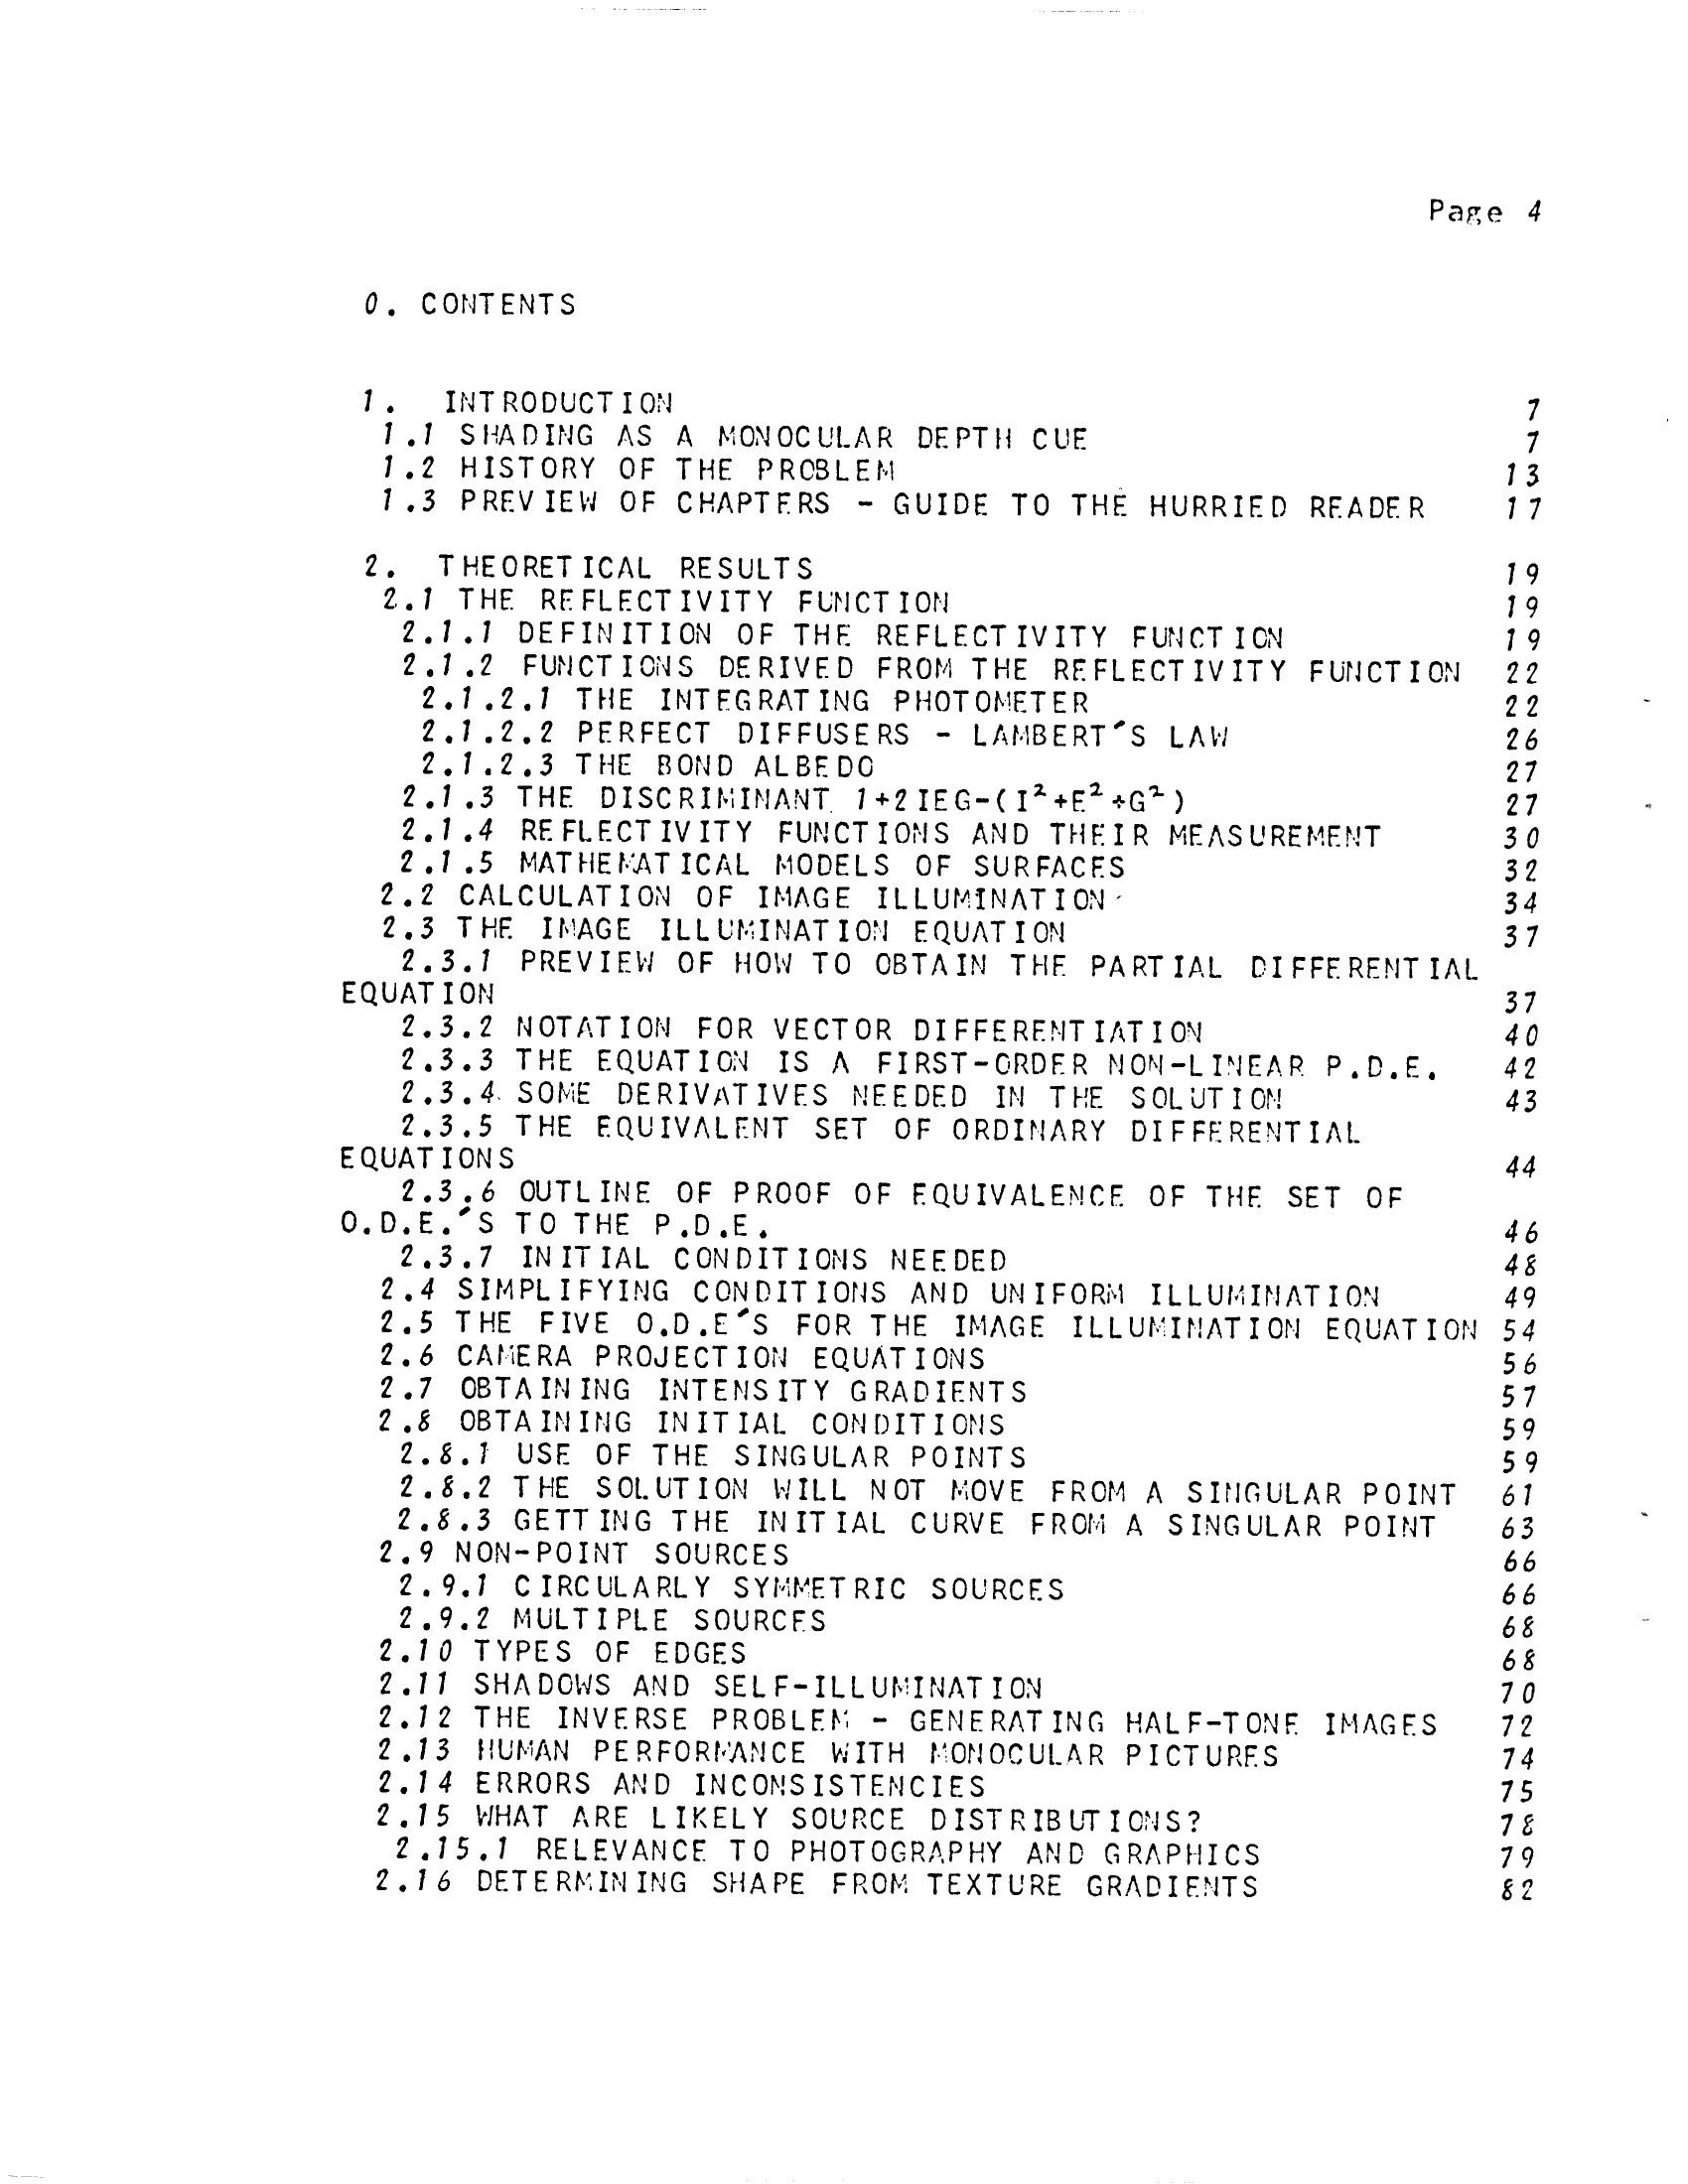 Page 4
0. CONTENTS
1. INTRODUCTION 7
1.1 SHADING AS A MONOCULAR DEPTH CUE 7
1.2 HISTORY OF THE PROBLEM 13
1.3 PREVIEW OF CHAPTERS - GUIDE TO THE HURRIED READER 17
2. THEORETICAL RESULTS 19
2.1 THE REFLECTIVITY FUNCTION 19
2.1.1 DEFINITION OF THE REFLECTIVITY FUNCTION 19
2.1.2 FUNCTIONS DERIVED FROM THE REFLECTIVITY FUNCTION 22
2.1.2.1 THE INTEGRATING PHOTOMETER 22
2.1.2.2 PERFECT DIFFUSERS - LAMBERT'S LAW 26
2.1.2.3 THE BOND ALBEDO 27
2.1.3 THE DISCRIMINANT 1+2IEG-(I²+E²+G²) 27
2.1.4 REFLECTIVITY FUNCTIONS AND THEIR MEASUREMENT 30
2.1.5 MATHEMATICAL MODELS OF SURFACES 32
2.2 CALCULATION OF IMAGE ILLUMINATION 34
2.3 THE IMAGE ILLUMINATION EQUATION 37
2.3.1 PREVIEW OF HOW TO OBTAIN THE PARTIAL DIFFERENTIAL
EQUATION 37
2.3.2 NOTATION FOR VECTOR DIFFERENTIATION 40
2.3.3 THE EQUATION IS A FIRST-ORDER NON-LINEAR P.D.E. 42
2.3.4 SOME DERIVATIVES NEEDED IN THE SOLUTION 43
2.3.5 THE EQUIVALENT SET OF ORDINARY DIFFERENTIAL
EQUATIONS 44
2.3.6 OUTLINE OF PROOF OF EQUIVALENCE OF THE SET OF
O.D.E.'S TO THE P.D.E. 46
2.3.7 INITIAL CONDITIONS NEEDED 48
2.4 SIMPLIFYING CONDITIONS AND UNIFORM ILLUMINATION 49
2.5 THE FIVE O.D.E'S FOR THE IMAGE ILLUMINATION EQUATION 54
2.6 CAMERA PROJECTION EQUATIONS 56
2.7 OBTAINING INTENSITY GRADIENTS 57
2.8 OBTAINING INITIAL CONDITIONS 59
2.8.1 USE OF THE SINGULAR POINTS 59
2.8.2 THE SOLUTION WILL NOT MOVE FROM A SINGULAR POINT 61
2.8.3 GETTING THE INITIAL CURVE FROM A SINGULAR POINT 63
2.9 NON-POINT SOURCES 66
2.9.1 CIRCULARLY SYMMETRIC SOURCES 66
2.9.2 MULTIPLE SOURCES 68
2.10 TYPES OF EDGES 68
2.11 SHADOWS AND SELF-ILLUMINATION 70
2.12 THE INVERSE PROBLEM - GENERATING HALF-TONE IMAGES 72
2.13 HUMAN PERFORMANCE WITH MONOCULAR PICTURES 74
2.14 ERRORS AND INCONSISTENCIES 75
2.15 WHAT ARE LIKELY SOURCE DISTRIBUTIONS? 78
2.15.1 RELEVANCE TO PHOTOGRAPHY AND GRAPHICS 79
2.16 DETERMINING SHAPE FROM TEXTURE GRADIENTS 82